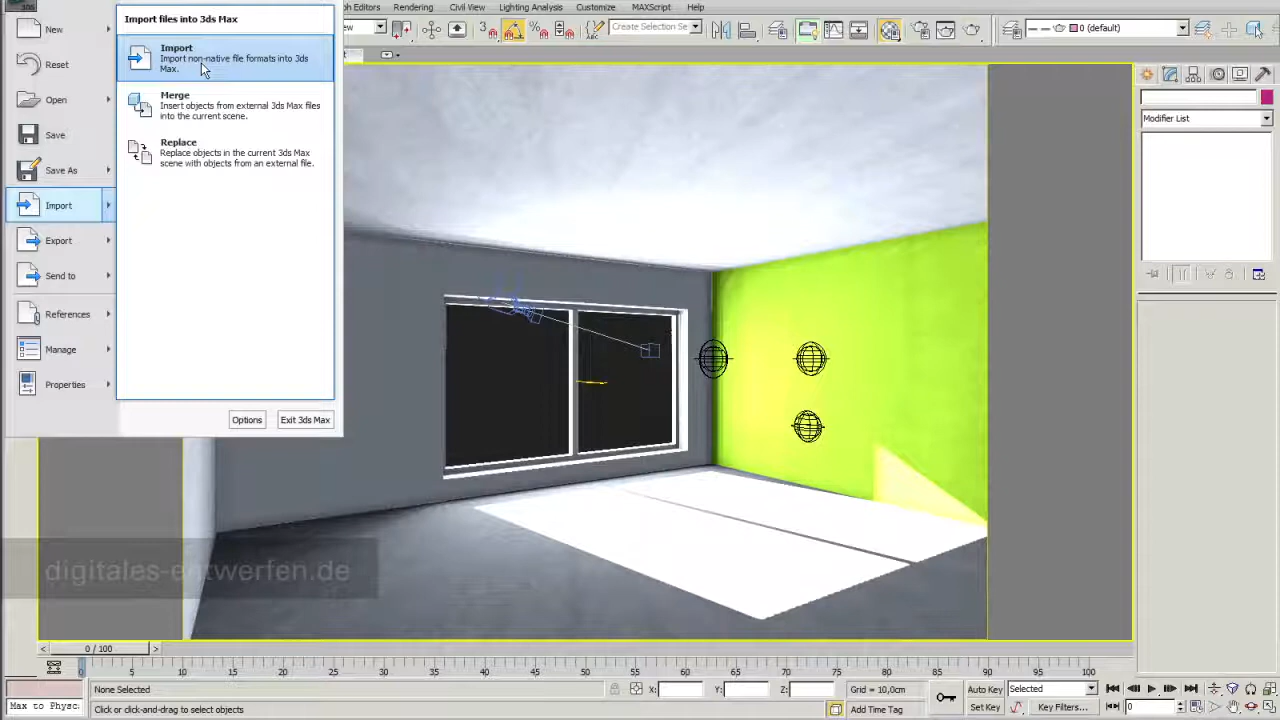 Import files into 3ds Max
ph Editors Rendering Civil View Lighting Analysis Customize MAXScript Help
New
Import
Import non-native file formats into 3ds
Max.
Reset
Open
Merge
Insert objects from external 3ds Max files
into the current scene.
Save
Replace
Replace objects in the current 3ds Max
scene with objects from an external file.
Save As
Import
Export
Send to
References
Manage
Properties
Options Exit 3ds Max
Create Selection Se
0 (default)
Modifier List
digitales-entwerfen.de
0 / 100
5 10 15 20 25 30 35 40 45 50 55 60 65 70 75 80 85 90 95 100
None Selected
X: Y: Z:
Grid = 10,0cm
Auto Key
Selected
Max to Physc
Click or click-and-drag to select objects
Add Time Tag
Set Key
Key Filters...
0